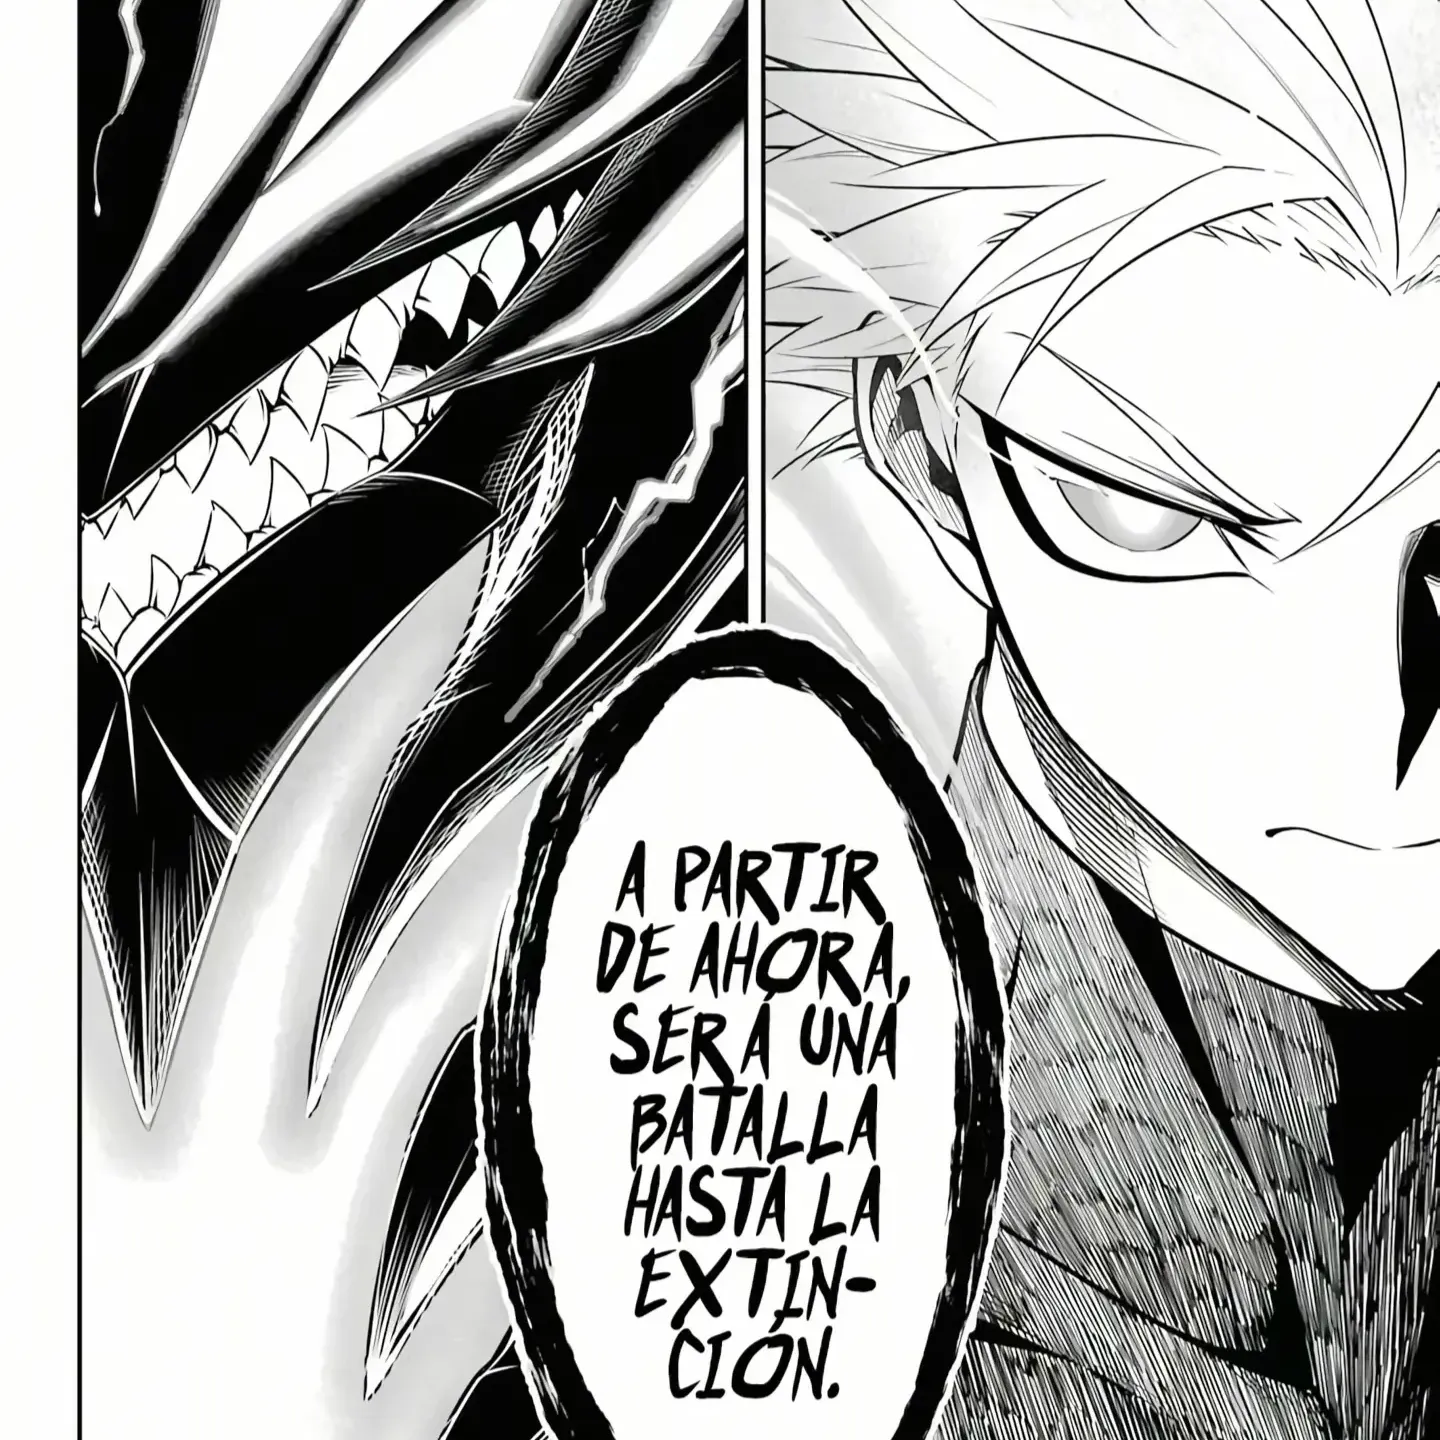 A PARTIR
DE AHORA,
SERÁ UNA
BATALLA
HASTA LA
EXTIN-
CIÓN.